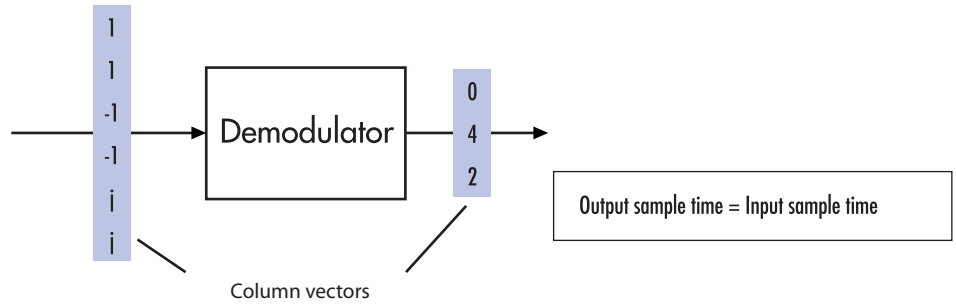 1
1
-1
-1
i
i
Demodulator
0
4
2
Output sample time = Input sample time
Column vectors